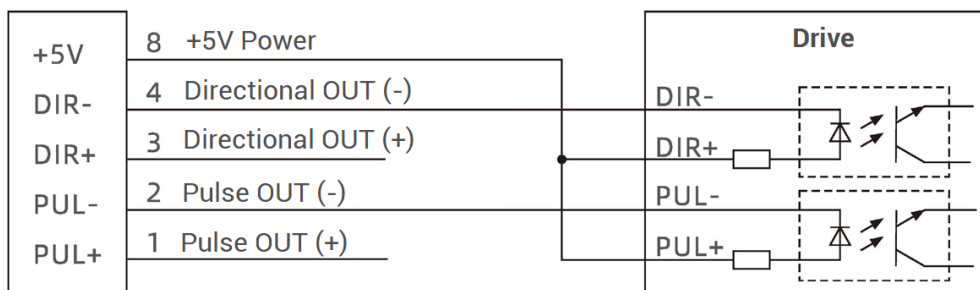 +5V 8 +5V Power Drive
DIR- 4 Directional OUT (-) DIR-
DIR+ 3 Directional OUT (+) DIR+
PUL- 2 Pulse OUT (-) PUL-
PUL+ 1 Pulse OUT (+) PUL+